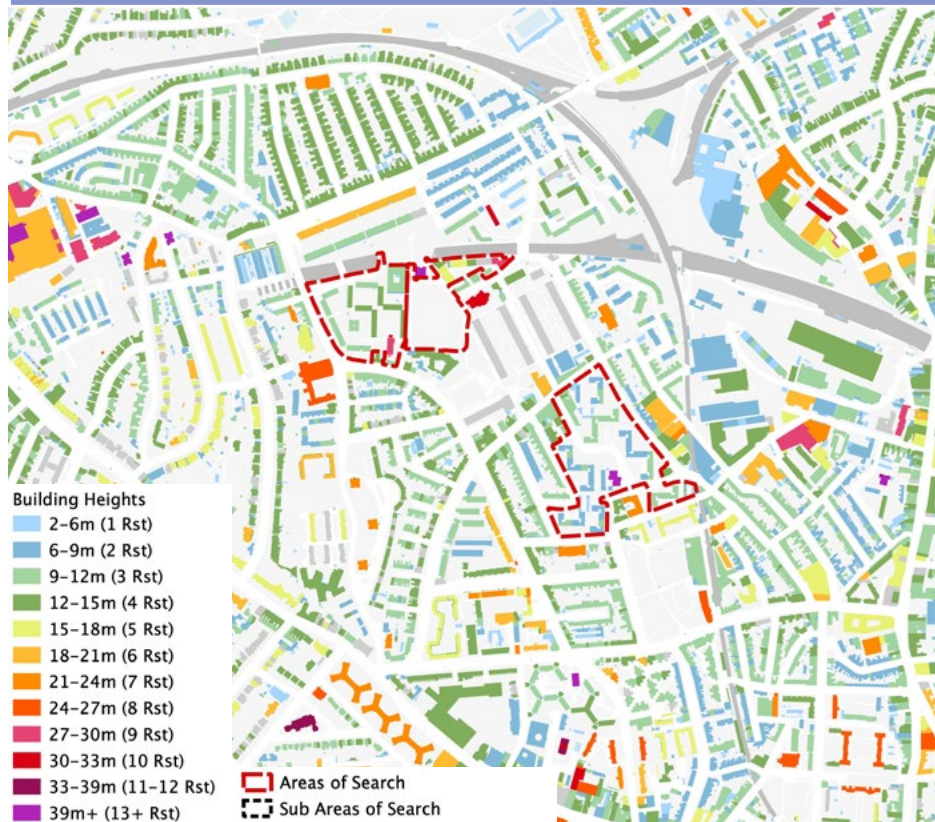 Building Heights
2-6m (1 Rst)
6-9m (2 Rst)
9-12m (3 Rst)
12-15m (4 Rst)
15-18m (5 Rst)
18-21m (6 Rst)
21-24m (7 Rst)
24-27m (8 Rst)
27-30m (9 Rst)
30-33m (10 Rst)
33-39m (11-12 Rst)
39m+ (13+ Rst)
Areas of Search
Sub Areas of Search